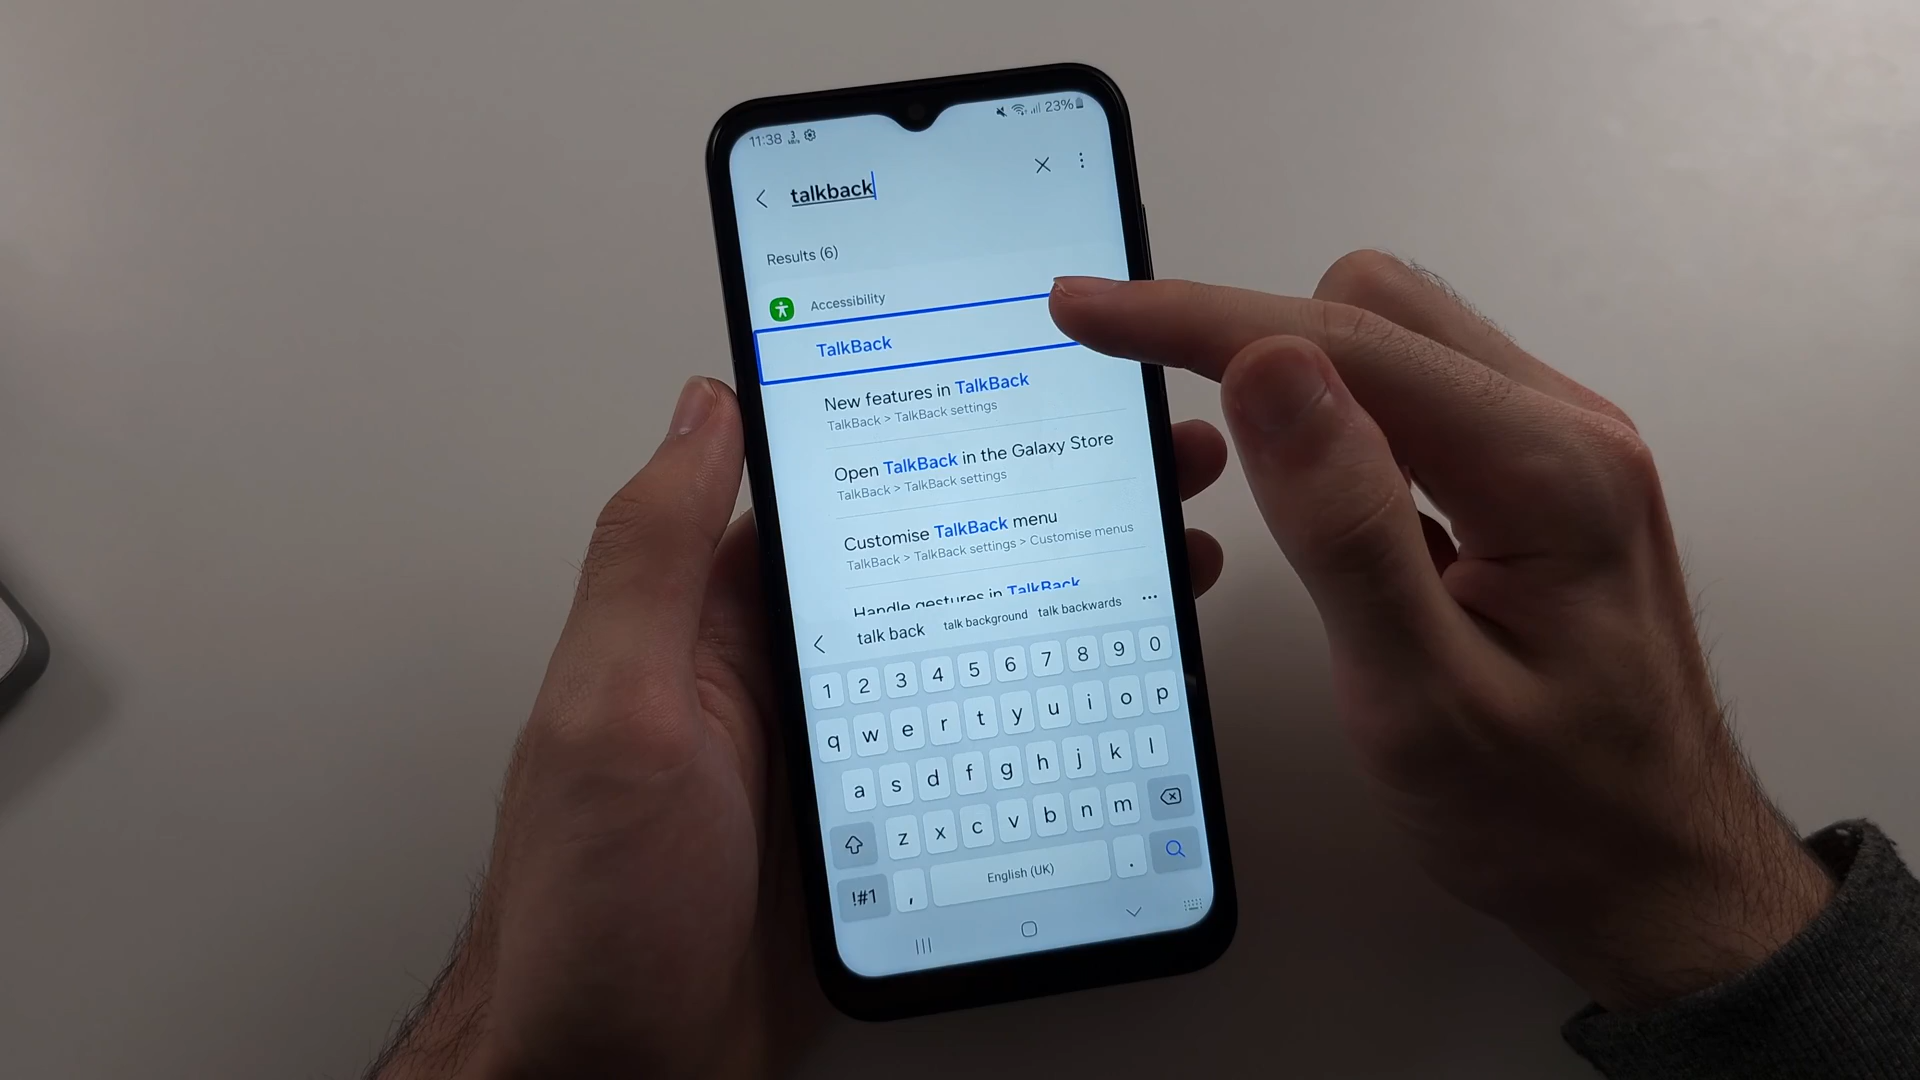 11:38 23%
talkback
Results (6)
Accessibility
TalkBack
New features in TalkBack
TalkBack > TalkBack settings
Open TalkBack in the Galaxy Store
TalkBack > TalkBack settings
Customise TalkBack menu
TalkBack > TalkBack settings > Customise menus
Handle gestures in TalkBack
talk back talk background talk backwards
1 2 3 4 5 6 7 8 9 0
q w e r t y u i o p
a s d f g h j k l
z x c v b n m
!#1 , English (UK) .